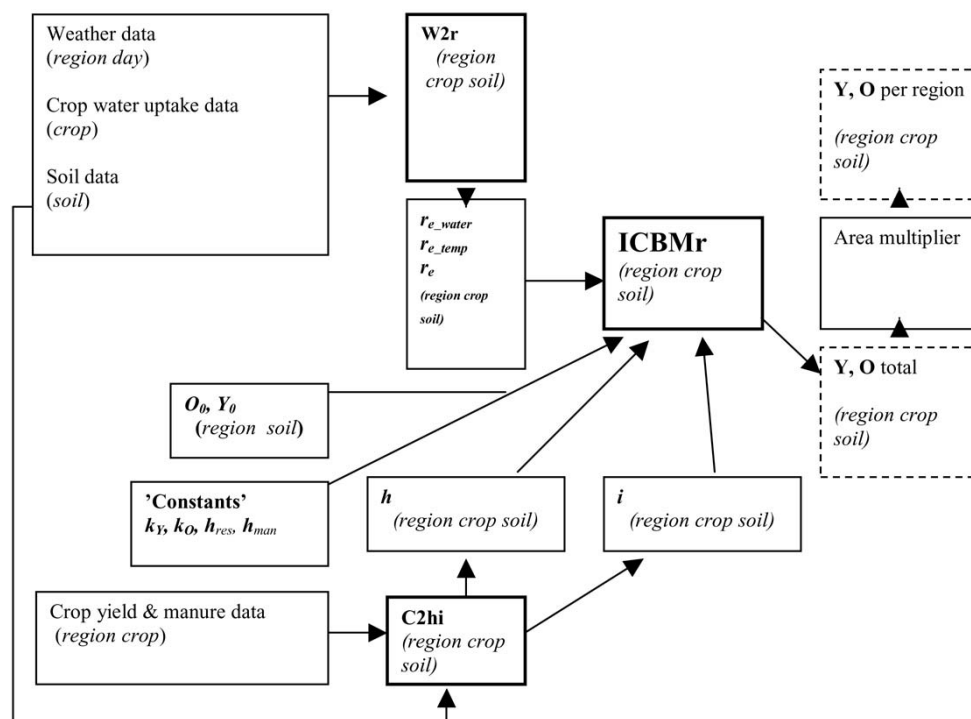 Weather data
(region day)
Crop water uptake data
(crop)
Soil data
(soil)
W2r
(region
crop soil)
r_e_water
r_e_temp
r_e
(region crop
soil)
ICBMr
(region crop
soil)
Y, O per region
(region crop
soil)
Area multiplier
Y, O total
(region crop
soil)
O₀, Y₀
(region soil)
’Constants’
k_Y, k_O, h_res, h_man
h
(region crop soil)
i
(region crop soil)
Crop yield & manure data
(region crop)
C2hi
(region crop
soil)